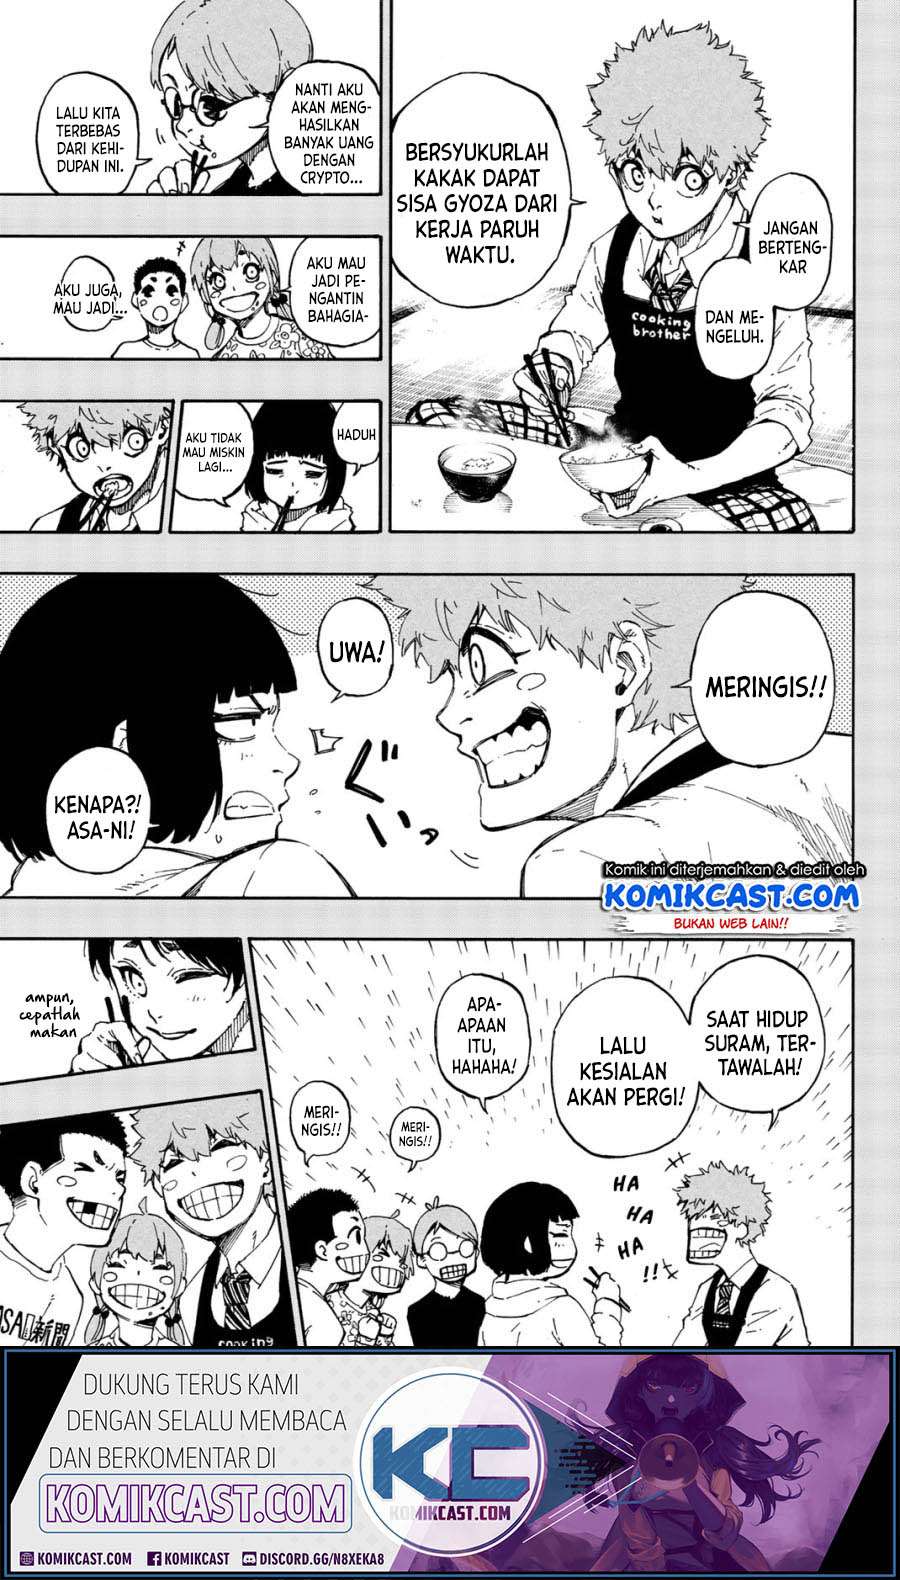 JANGAN
BERTENG-
KAR
DAN ME-
NGELUH.
BERSYUKURLAH
KAKAK DAPAT
SISA GYOZA DARI
KERJA PARUH
WAKTU.
cooking
brother
NANTI AKU
AKAN MENG-
HASILKAN
BANYAK UANG
DENGAN
CRYPTO...
LALU KITA
TERBEBAS
DARI KEHI-
DUPAN INI.
AKU MAU
JADI PE-
NGANTIN
BAHAGIA-
AKU JUGA,
MAU JADI...
HADUH
AKU TIDAK
MAU MISKIN
LAGI...
MERINGIS!!
UWA!
ぐっ
KENAPA?!
ASA-NI!
Komik ini diterjemahkan & diedit oleh
KOMIKCAST.COM
BUKAN WEB LAIN!!
SAAT HIDUP
SURAM, TER-
TAWALAH!
LALU
KESIALAN
AKAN PERGI!
APA-
APAAN
ITU,
HAHAHA!
MERI-
NGIS!!
MERI-
NGIS!!
HA
HA
HA
!!
ampun,
cepatlah
makan
新聞
cooking
DUKUNG TERUS KAMI
DENGAN SELALU MEMBACA
DAN BERKOMENTAR DI
KOMIKCAST.COM
KC
KOMIKCAST.COM
KOMIKCAST.COM KOMIKCAST DISCORD.GG/N8XEKA8